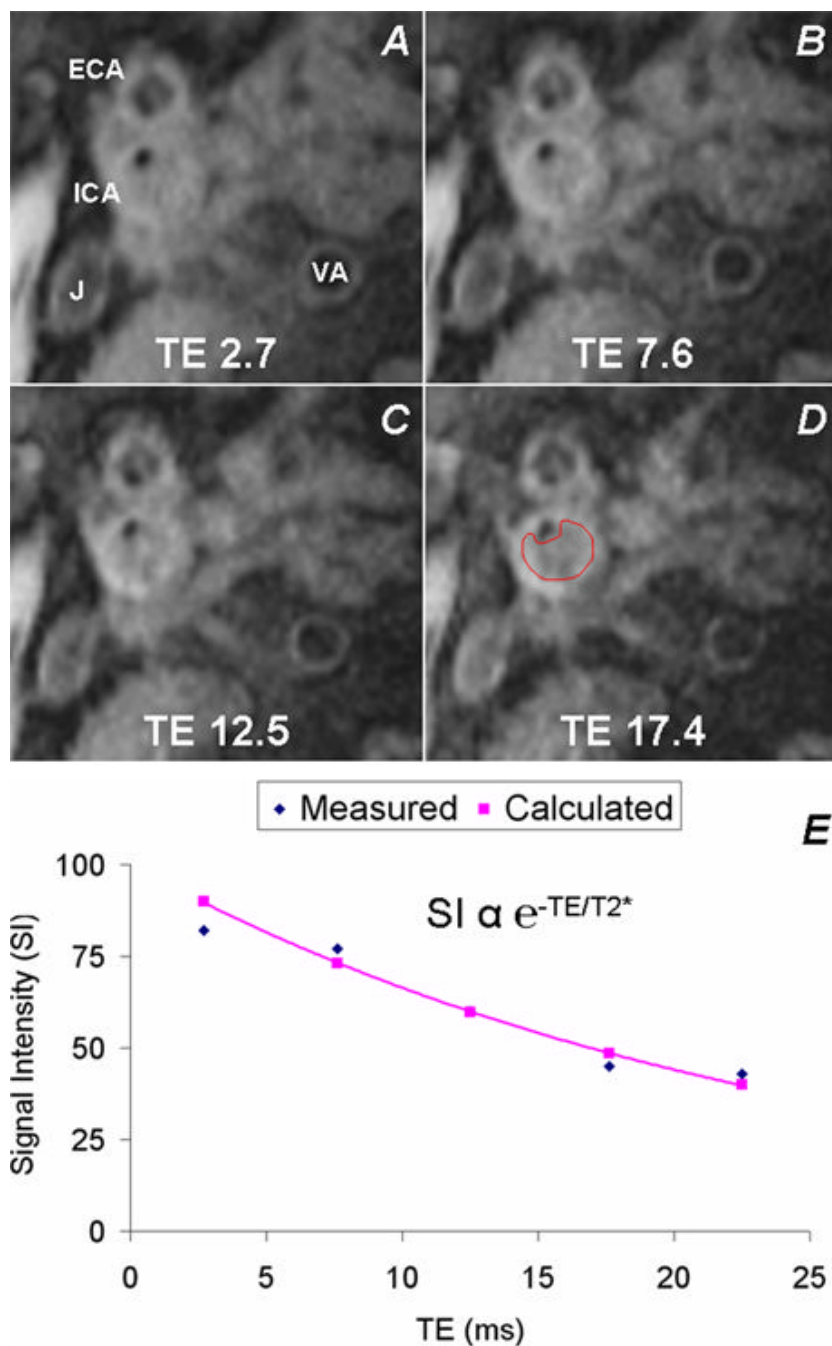 A
ECA
ICA
J
VA
TE 2.7
B
TE 7.6
C
TE 12.5
D
TE 17.4
Measured Calculated
E
SI α e-TE/T2*
Signal Intensity (SI)
100
75
50
25
0
0 5 10 15 20 25
TE (ms)